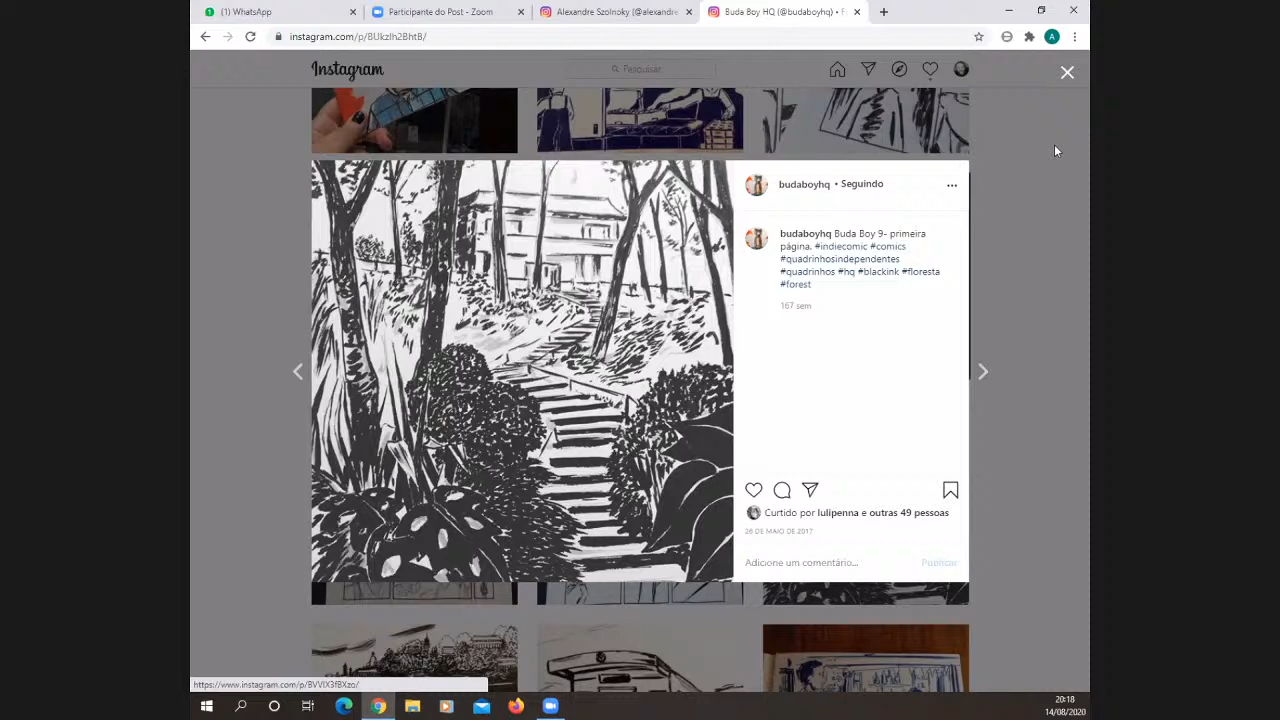 (1) WhatsApp
Participante do Post - Zoom
Alexandre Szolnoky (@alexandre
Buda Boy HQ (@budaboyhq) • F
instagram.com/p/BUkzIh2BhtB/
A
Instagram
Pesquisar
budaboyhq • Seguindo
budaboyhq Buda Boy 9- primeira
página. #indiecomic #comics
#quadrinhosindependentes
#quadrinhos #hq #blackink #floresta
#forest
167 sem
Curtido por lulipenna e outras 49 pessoas
26 DE MAIO DE 2017
Adicione um comentário...
Publicar
https://www.instagram.com/p/BVVIX3fBXzo/
20:18
14/08/2020